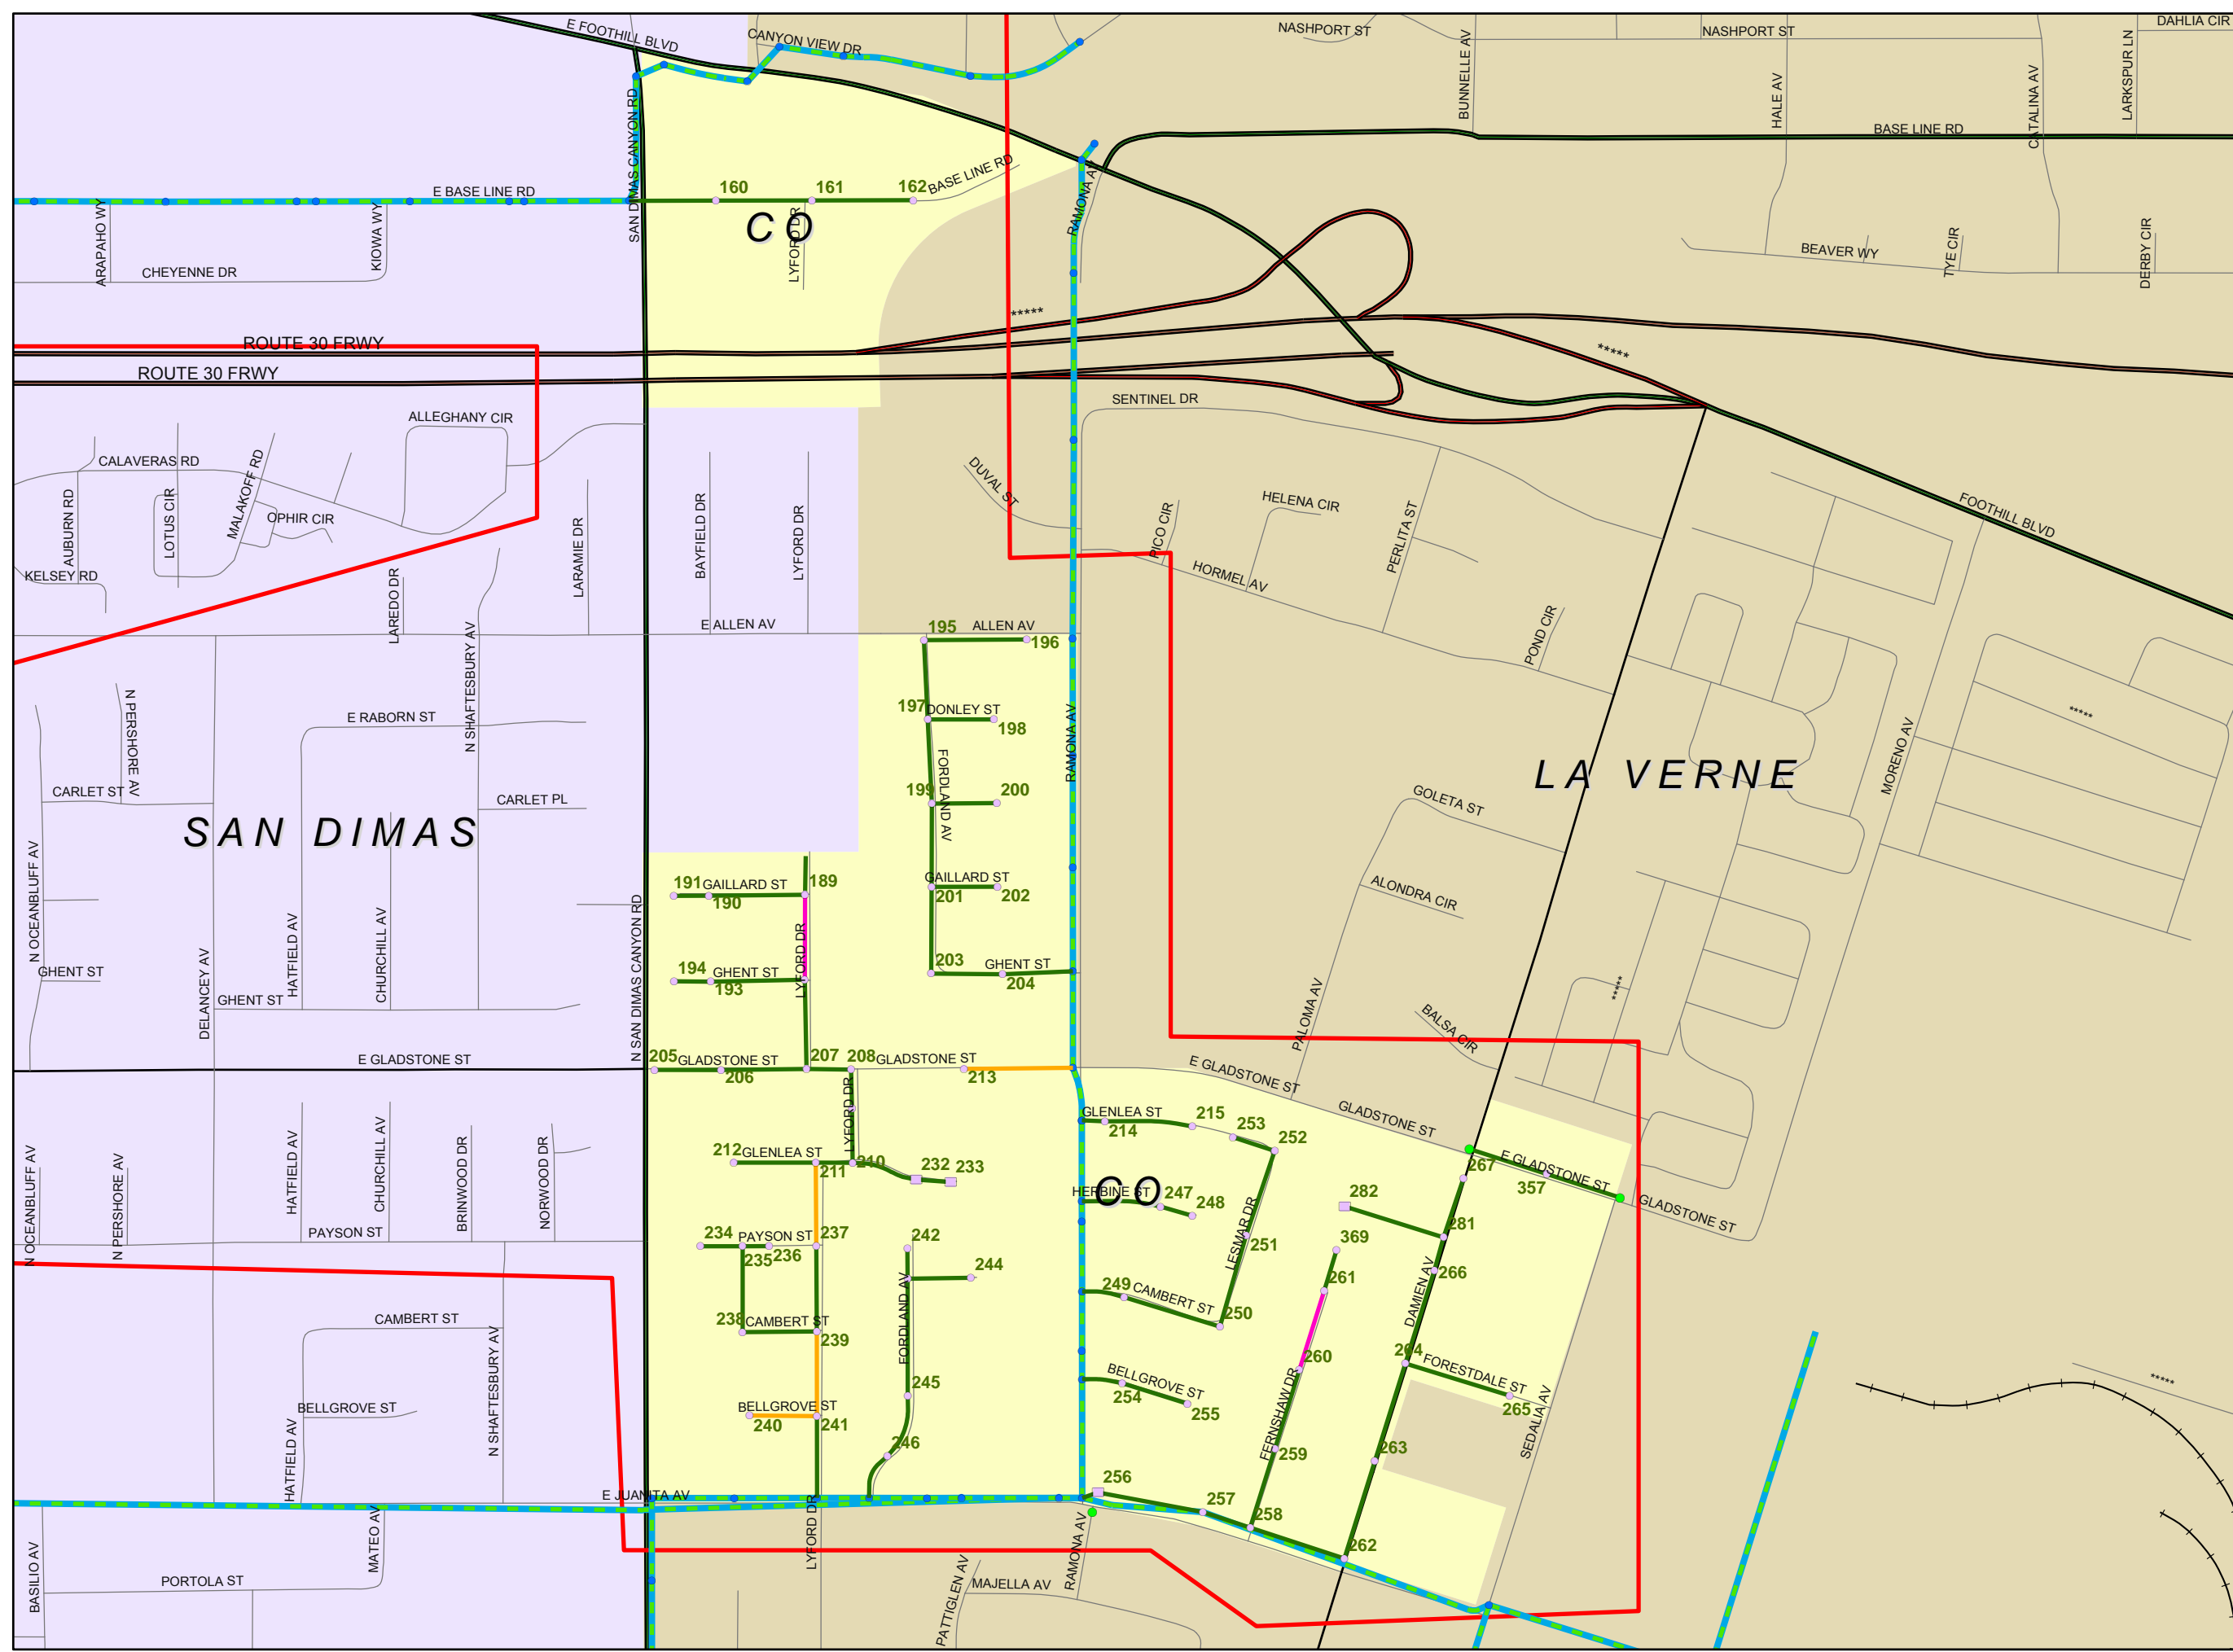 E FOOTHILL BLVD
CANYON VIEW DR
NASHPORT ST
NASHPORT ST
DAHLIA CIR
BUNNELLE AV
HALE AV
CATALINA AV
LARKSPUR LN
BASE LINE RD
SAN DIMAS CANYON RD
E BASE LINE RD
160
161
162
BASE LINE RD
RAMONA AV
ARAPAHO WY
KIOWA WY
CHEYENNE DR
CO
LYFORD DR
BEAVER WY
TYE CIR
DERBY CIR
*****
ROUTE 30 FRWY
ROUTE 30 FRWY
*****
SENTINEL DR
ALLEGHANY CIR
CALAVERAS RD
AUBURN RD
LOTUS CIR
MALAKOFF RD
OPHIR CIR
KELSEY RD
LAREDO DR
LARAMIE DR
BAYFIELD DR
LYFORD DR
DUVAL ST
PICO CIR
HELENA CIR
PERLITA ST
HORMEL AV
FOOTHILL BLVD
POND CIR
E ALLEN AV
195
ALLEN AV
196
N PERSHORE AV
N SHAFTESBURY AV
E RABORN ST
197
DONLEY ST
198
RAMONA AV
FORDLAND AV
199
200
LA VERNE
MORENO AV
*****
CARLET ST
CARLET PL
SAN DIMAS
GOLETA ST
N OCEANBLUFF AV
191
GAILLARD ST
189
190
GAILLARD ST
201
202
ALONDRA CIR
DELANCEY AV
HATFIELD AV
CHURCHILL AV
N SAN DIMAS CANYON RD
GHENT ST
GHENT ST
194
GHENT ST
193
LYFORD DR
203
GHENT ST
204
PALOMA AV
BALSA CIR
*****
E GLADSTONE ST
205
GLADSTONE ST
206
207
208
GLADSTONE ST
213
E GLADSTONE ST
GLADSTONE ST
LYFORD DR
GLENLEA ST
214
215
253
252
N OCEANBLUFF AV
N PERSHORE AV
HATFIELD AV
CHURCHILL AV
BRINWOOD DR
NORWOOD DR
212
GLENLEA ST
211
210
232
233
CO
HERBINE ST
247
248
LESMAR DR
251
282
267
E GLADSTONE ST
357
GLADSTONE ST
281
PAYSON ST
234
PAYSON ST
235
236
237
242
244
369
261
266
DAMIEN AV
249
CAMBERT ST
250
CAMBERT ST
238
CAMBERT ST
239
FORDLAND AV
N SHAFTESBURY AV
HATFIELD AV
BELLGROVE ST
BELLGROVE ST
240
241
245
246
BELLGROVE ST
254
255
260
FERNSHAW DR
259
264
FORESTDALE ST
265
SEDALIA AV
263
*****
E JUANITA AV
256
257
258
262
BASILIO AV
MATEO AV
PORTOLA ST
LYFORD DR
PATTIGLEN AV
MAJELLA AV
RAMONA AV